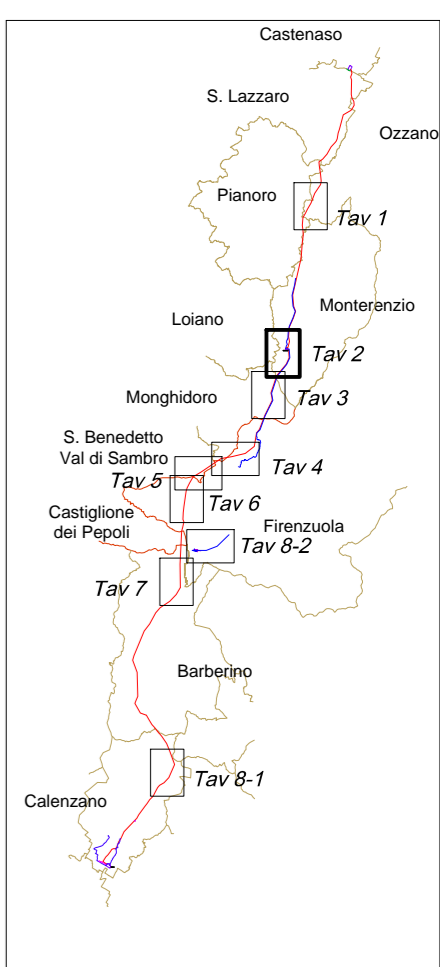 Castenaso
S. Lazzaro
Ozzano
Pianoro
Tav 1
Monterenzio
Loiano
Tav 2
Monghidoro
Tav 3
S. Benedetto
Val di Sambro
Tav 4
Tav 5
Tav 6
Castiglione
dei Pepoli
Firenzuola
Tav 8-2
Tav 7
Barberino
Tav 8-1
Calenzano